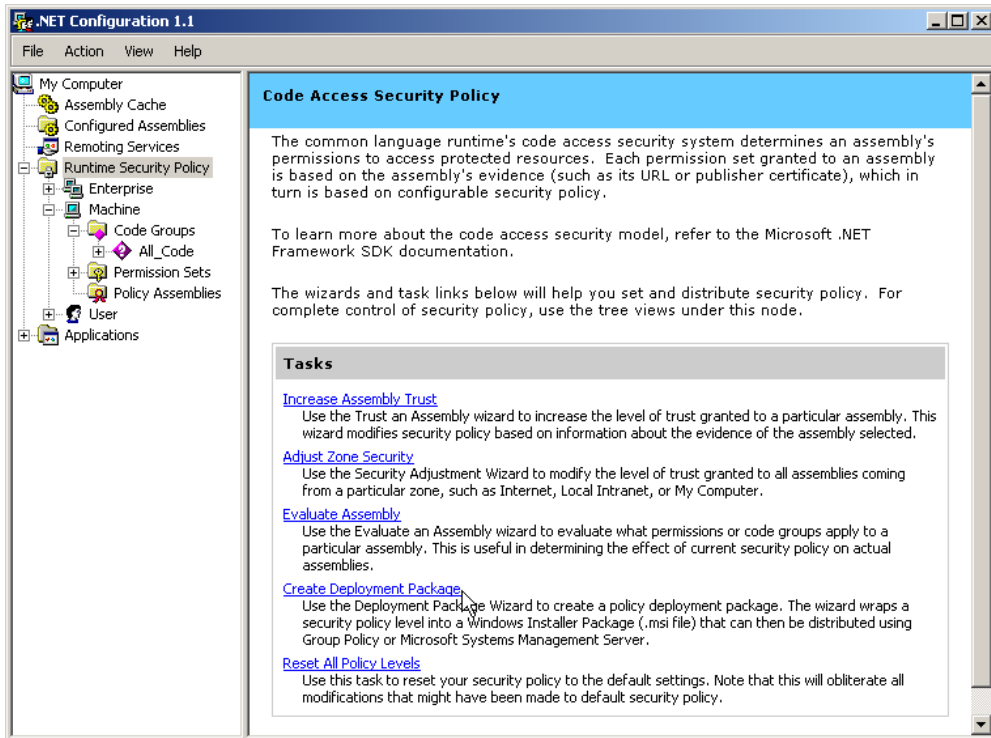 .NET Configuration 1.1
File Action View Help
My Computer
Assembly Cache
Configured Assemblies
Remoting Services
Runtime Security Policy
Enterprise
Machine
Code Groups
All_Code
Permission Sets
Policy Assemblies
User
Applications
Code Access Security Policy
The common language runtime's code access security system determines an assembly's
permissions to access protected resources. Each permission set granted to an assembly
is based on the assembly's evidence (such as its URL or publisher certificate), which in
turn is based on configurable security policy.
To learn more about the code access security model, refer to the Microsoft .NET
Framework SDK documentation.
The wizards and task links below will help you set and distribute security policy. For
complete control of security policy, use the tree views under this node.
Tasks
Increase Assembly Trust
Use the Trust an Assembly wizard to increase the level of trust granted to a particular assembly. This
wizard modifies security policy based on information about the evidence of the assembly selected.
Adjust Zone Security
Use the Security Adjustment Wizard to modify the level of trust granted to all assemblies coming
from a particular zone, such as Internet, Local Intranet, or My Computer.
Evaluate Assembly
Use the Evaluate an Assembly wizard to evaluate what permissions or code groups apply to a
particular assembly. This is useful in determining the effect of current security policy on actual
assemblies.
Create Deployment Package
Use the Deployment Package Wizard to create a policy deployment package. The wizard wraps a
security policy level into a Windows Installer Package (.msi file) that can then be distributed using
Group Policy or Microsoft Systems Management Server.
Reset All Policy Levels
Use this task to reset your security policy to the default settings. Note that this will obliterate all
modifications that might have been made to default security policy.